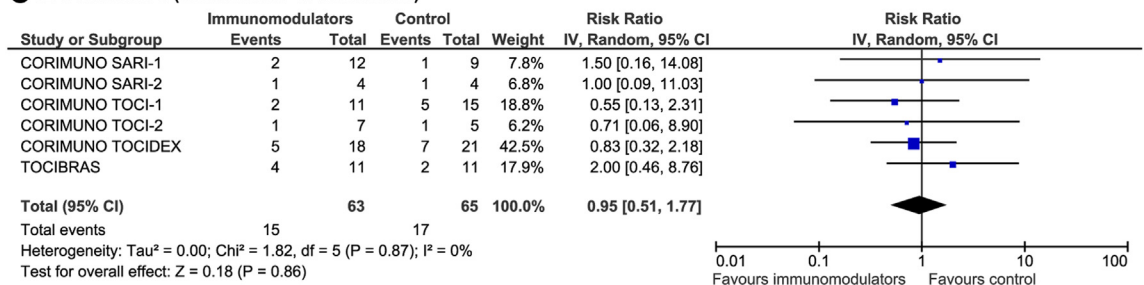 Immunomodulators Control Risk Ratio Risk Ratio
Study or Subgroup Events Total Events Total Weight IV, Random, 95% CI IV, Random, 95% CI
CORIMUNO SARI-1 2 12 1 9 7.8% 1.50 [0.16, 14.08]
CORIMUNO SARI-2 1 4 1 4 6.8% 1.00 [0.09, 11.03]
CORIMUNO TOCI-1 2 11 5 15 18.8% 0.55 [0.13, 2.31]
CORIMUNO TOCI-2 1 7 1 5 6.2% 0.71 [0.06, 8.90]
CORIMUNO TOCIDEX 5 18 7 21 42.5% 0.83 [0.32, 2.18]
TOCIBRAS 4 11 2 11 17.9% 2.00 [0.46, 8.76]
Total (95% CI) 63 65 100.0% 0.95 [0.51, 1.77]
Total events 15 17
Heterogeneity: Tau² = 0.00; Chi² = 1.82, df = 5 (P = 0.87); I² = 0%
Test for overall effect: Z = 0.18 (P = 0.86)
0.01 0.1 1 10 100
Favours immunomodulators Favours control